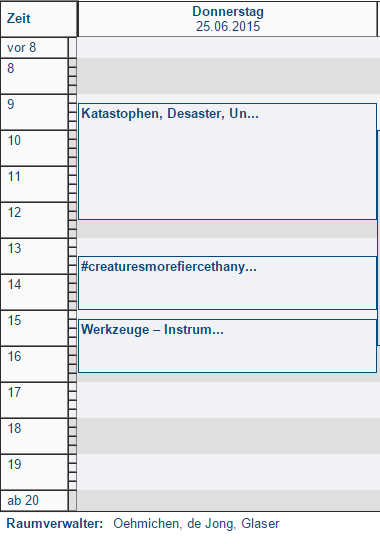 Zeit
Donnerstag
25.06.2015
vor 8
8
9
Katastophen, Desaster, Un...
10
11
12
13
#creaturesmorefiercethany...
14
15
Werkzeuge – Instrum...
16
17
18
19
ab 20
Raumverwalter: Oehmichen, de Jong, Glaser